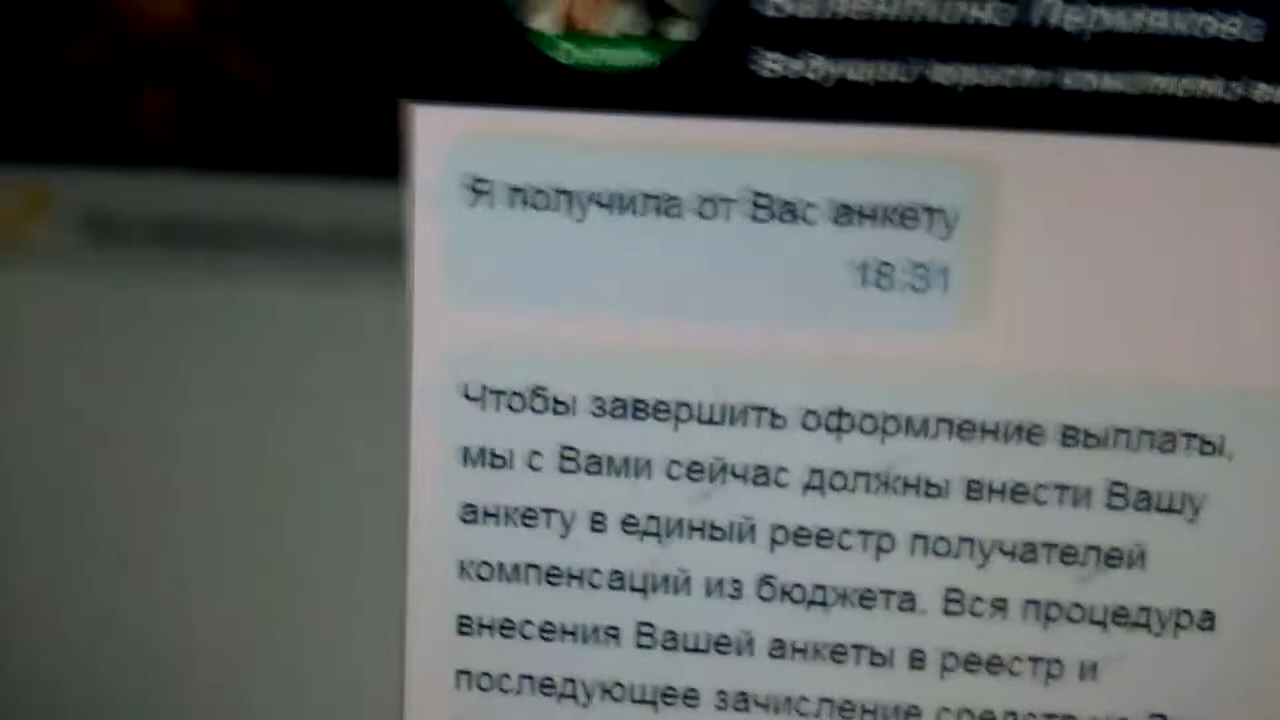 Я получила от Вас анкету
18:31
Чтобы завершить оформление выплаты,
мы с Вами сейчас должны внести Вашу
анкету в единый реестр получателей
компенсаций из бюджета. Вся процедура
внесения Вашей анкеты в реестр и
последующее зачисление